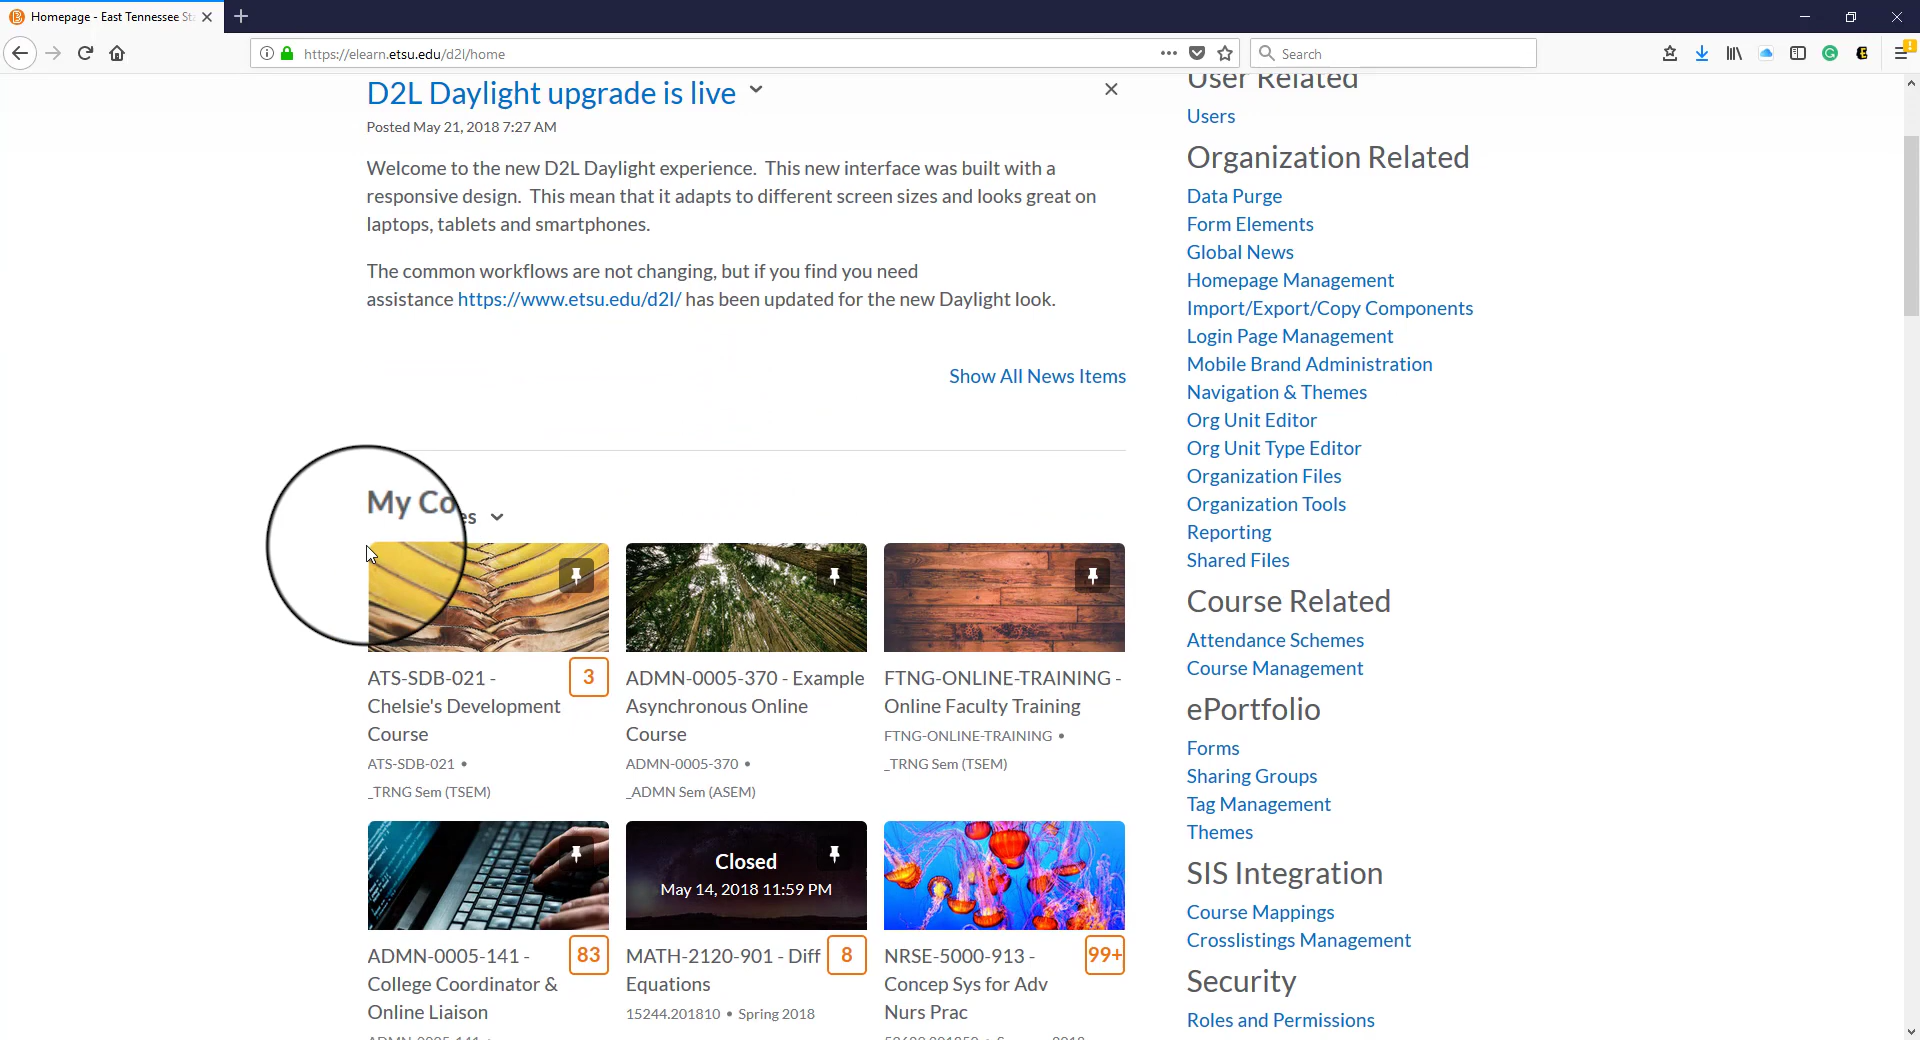 Homepage - East Tennessee St
https://elearn.etsu.edu/d2l/home
Search
D2L Daylight upgrade is live
Posted May 21, 2018 7:27 AM
Welcome to the new D2L Daylight experience.  This new interface was built with a
responsive design.  This mean that it adapts to different screen sizes and looks great on
laptops, tablets and smartphones.
The common workflows are not changing, but if you find you need
assistance https://www.etsu.edu/d2l/ has been updated for the new Daylight look.
Show All News Items
My Co es
ATS-SDB-021 -
Chelsie's Development
Course
3
ATS-SDB-021 •
_TRNG Sem (TSEM)
ADMN-0005-370 - Example
Asynchronous Online
Course
ADMN-0005-370 •
_ADMN Sem (ASEM)
FTNG-ONLINE-TRAINING -
Online Faculty Training
FTNG-ONLINE-TRAINING •
_TRNG Sem (TSEM)
ADMN-0005-141 -
College Coordinator &
Online Liaison
83
Closed
May 14, 2018 11:59 PM
MATH-2120-901 - Diff
Equations
8
15244.201810 • Spring 2018
NRSE-5000-913 -
Concep Sys for Adv
Nurs Prac
99+
User Related
Users
Organization Related
Data Purge
Form Elements
Global News
Homepage Management
Import/Export/Copy Components
Login Page Management
Mobile Brand Administration
Navigation & Themes
Org Unit Editor
Org Unit Type Editor
Organization Files
Organization Tools
Reporting
Shared Files
Course Related
Attendance Schemes
Course Management
ePortfolio
Forms
Sharing Groups
Tag Management
Themes
SIS Integration
Course Mappings
Crosslistings Management
Security
Roles and Permissions